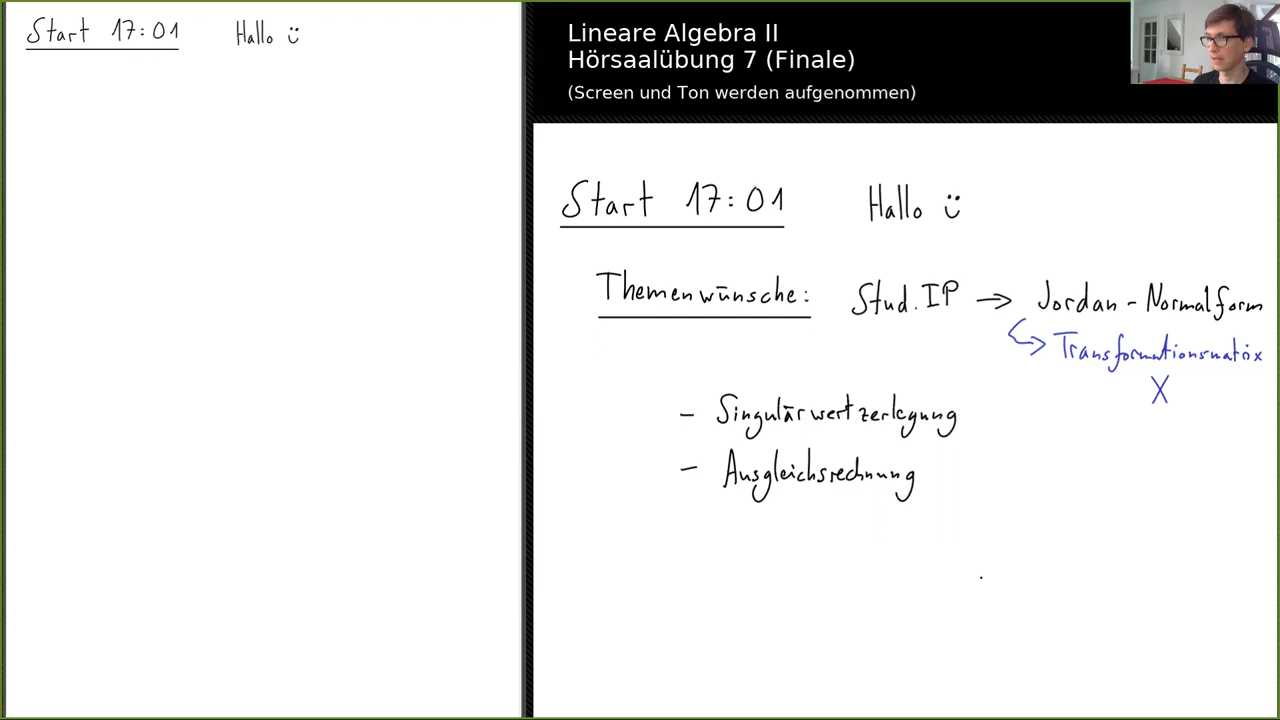 Start 17:01 Hallo ü
Lineare Algebra II
Hörsaalübung 7 (Finale)
(Screen und Ton werden aufgenommen)
Start 17:01 Hallo ü
Themenwünsche: Stud.IP → Jordan-Normalform
↳ Transformationsmatrix
X
- Singulärwertzerlegung
- Ausgleichsrechnung